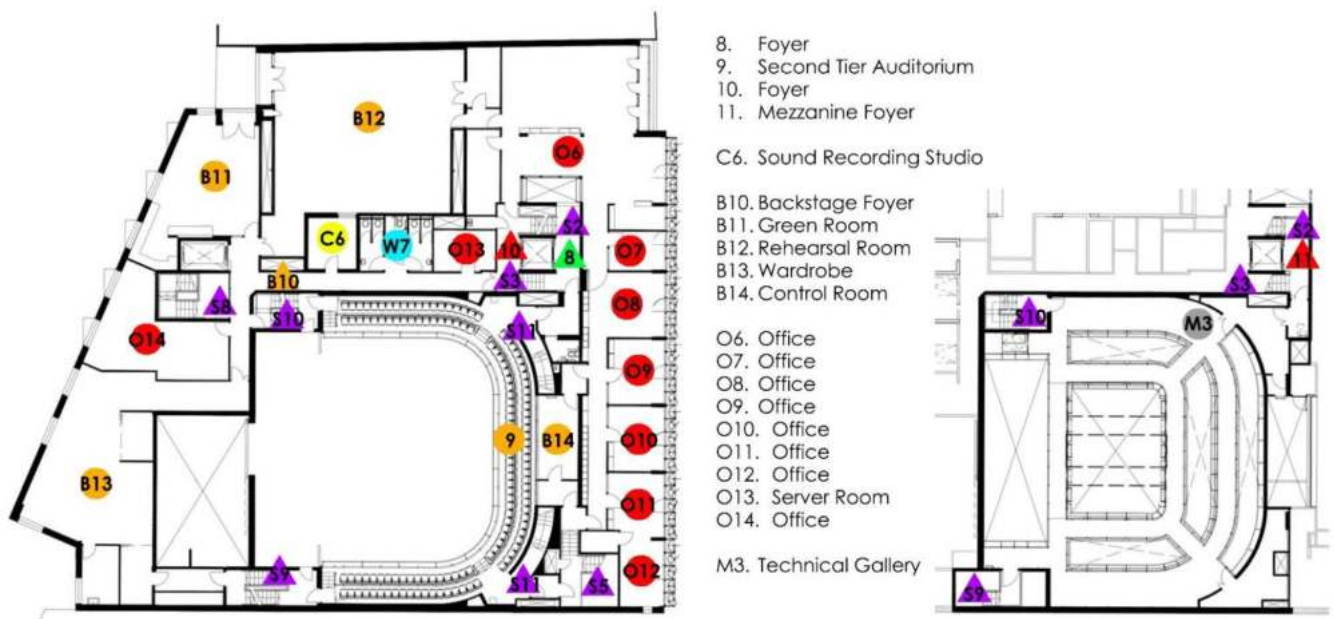 B12
O6
B11
S2
C6
W7
O13
10
8
O7
B10
S3
S8
S10
O8
S11
O14
O9
9
B14
O10
B13
O11
S9
S11
S5
O12
8. Foyer
9. Second Tier Auditorium
10. Foyer
11. Mezzanine Foyer
C6. Sound Recording Studio
B10. Backstage Foyer
B11. Green Room
B12. Rehearsal Room
B13. Wardrobe
B14. Control Room
O6. Office
O7. Office
O8. Office
O9. Office
O10. Office
O11. Office
O12. Office
O13. Server Room
O14. Office
M3. Technical Gallery
S2
11
S3
S10
M3
S9